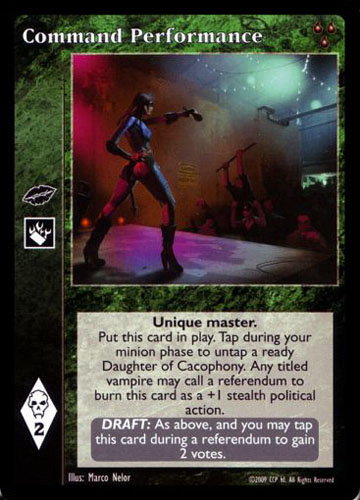 Command Performance
Unique master.
Put this card in play. Tap during your
minion phase to untap a ready
Daughter of Cacophony. Any titled
vampire may call a referendum to
burn this card as a +1 stealth political
action.
DRAFT: As above, and you may tap
this card during a referendum to gain
2 votes.
2
Illus: Marco Nelor
©2009 CCP hf. All Rights Reserved